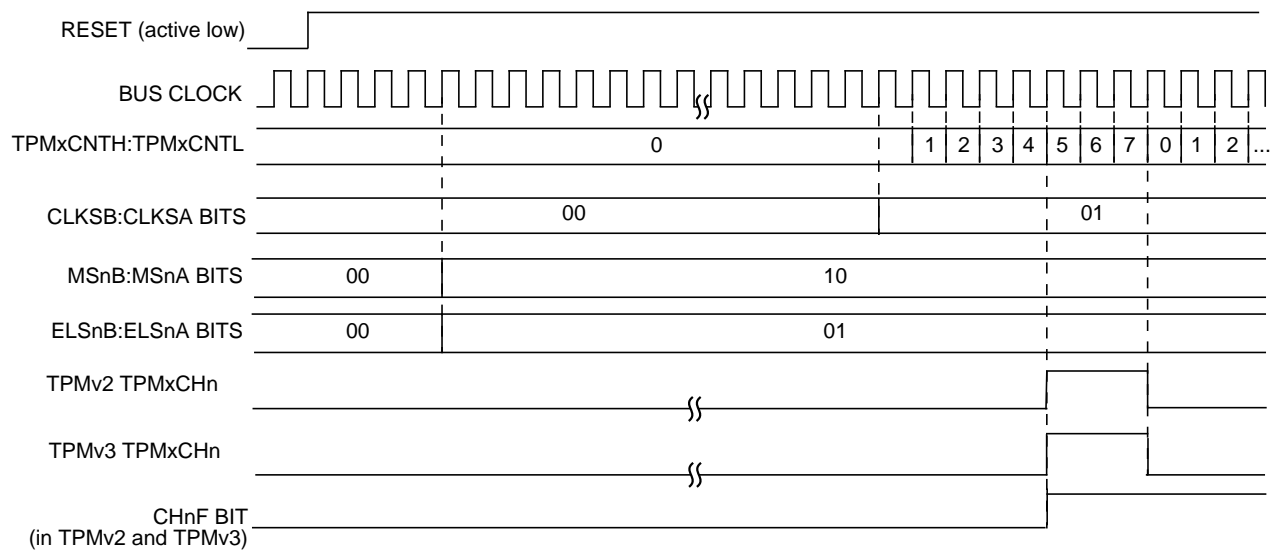 RESET (active low)
BUS CLOCK
TPMxCNTH:TPMxCNTL 0 1 2 3 4 5 6 7 0 1 2 ...
CLKSB:CLKSA BITS 00 01
MSnB:MSnA BITS 00 10
ELSnB:ELSnA BITS 00 01
TPMv2 TPMxCHn
TPMv3 TPMxCHn
CHnF BIT
(in TPMv2 and TPMv3)